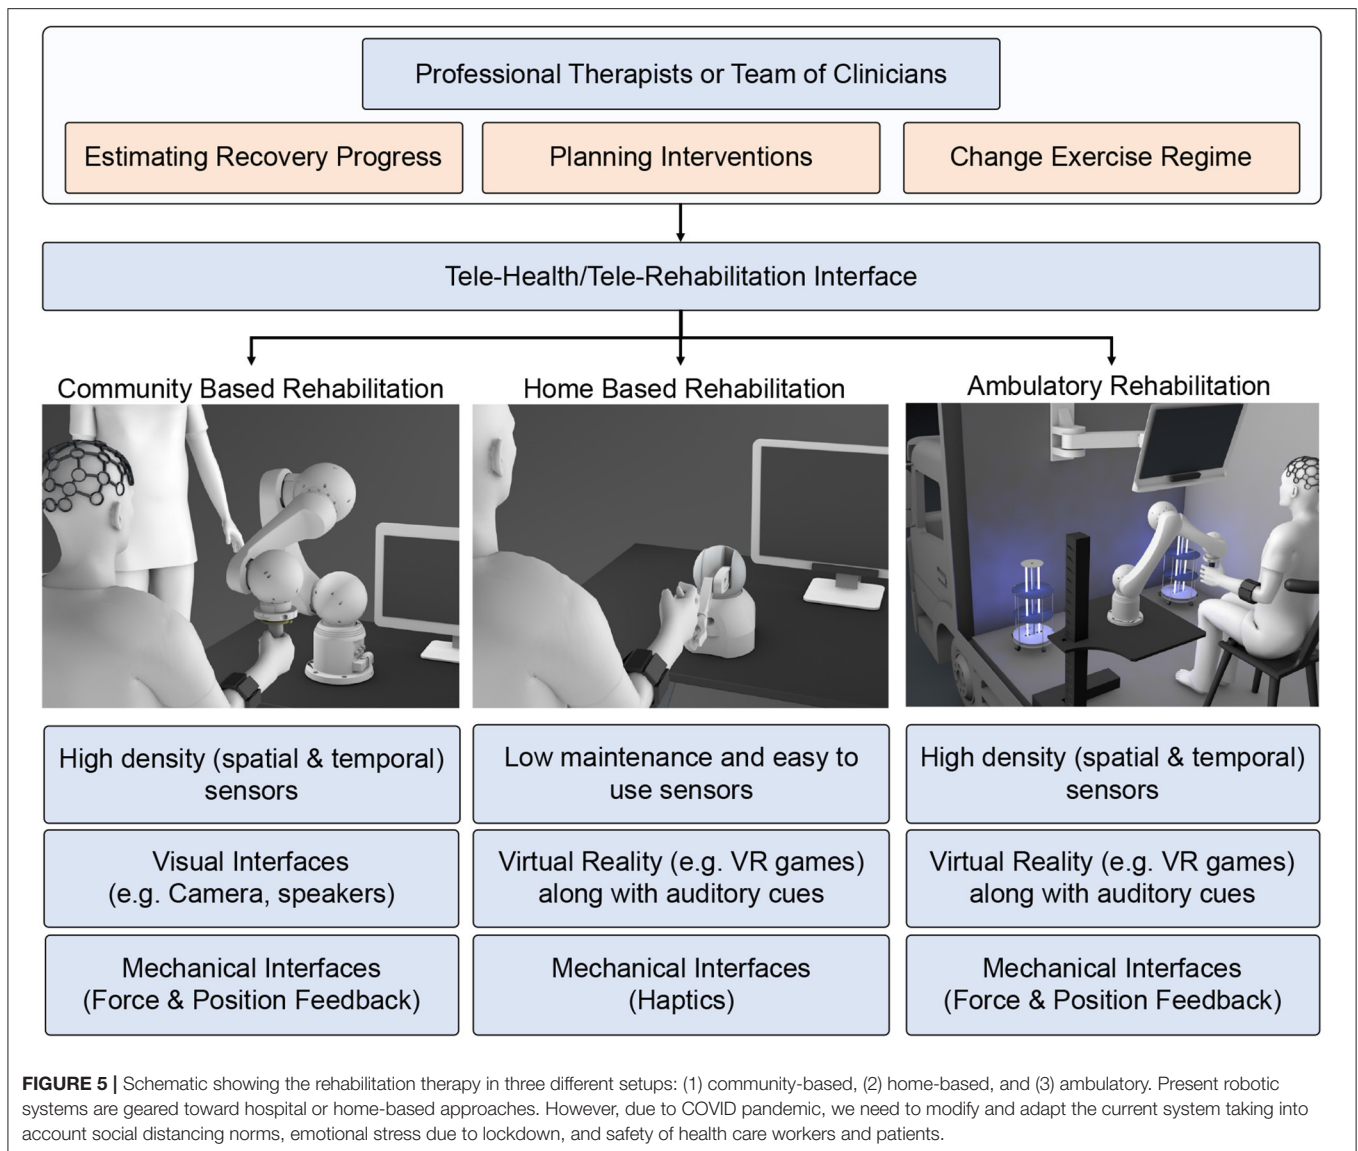 Professional Therapists or Team of Clinicians
Estimating Recovery Progress
Planning Interventions
Change Exercise Regime
Tele-Health/Tele-Rehabilitation Interface
Community Based Rehabilitation
Home Based Rehabilitation
Ambulatory Rehabilitation
High density (spatial & temporal)
sensors
Low maintenance and easy to
use sensors
High density (spatial & temporal)
sensors
Visual Interfaces
(e.g. Camera, speakers)
Virtual Reality (e.g. VR games)
along with auditory cues
Virtual Reality (e.g. VR games)
along with auditory cues
Mechanical Interfaces
(Force & Position Feedback)
Mechanical Interfaces
(Haptics)
Mechanical Interfaces
(Force & Position Feedback)
FIGURE 5 | Schematic showing the rehabilitation therapy in three different setups: (1) community-based, (2) home-based, and (3) ambulatory. Present robotic
systems are geared toward hospital or home-based approaches. However, due to COVID pandemic, we need to modify and adapt the current system taking into
account social distancing norms, emotional stress due to lockdown, and safety of health care workers and patients.